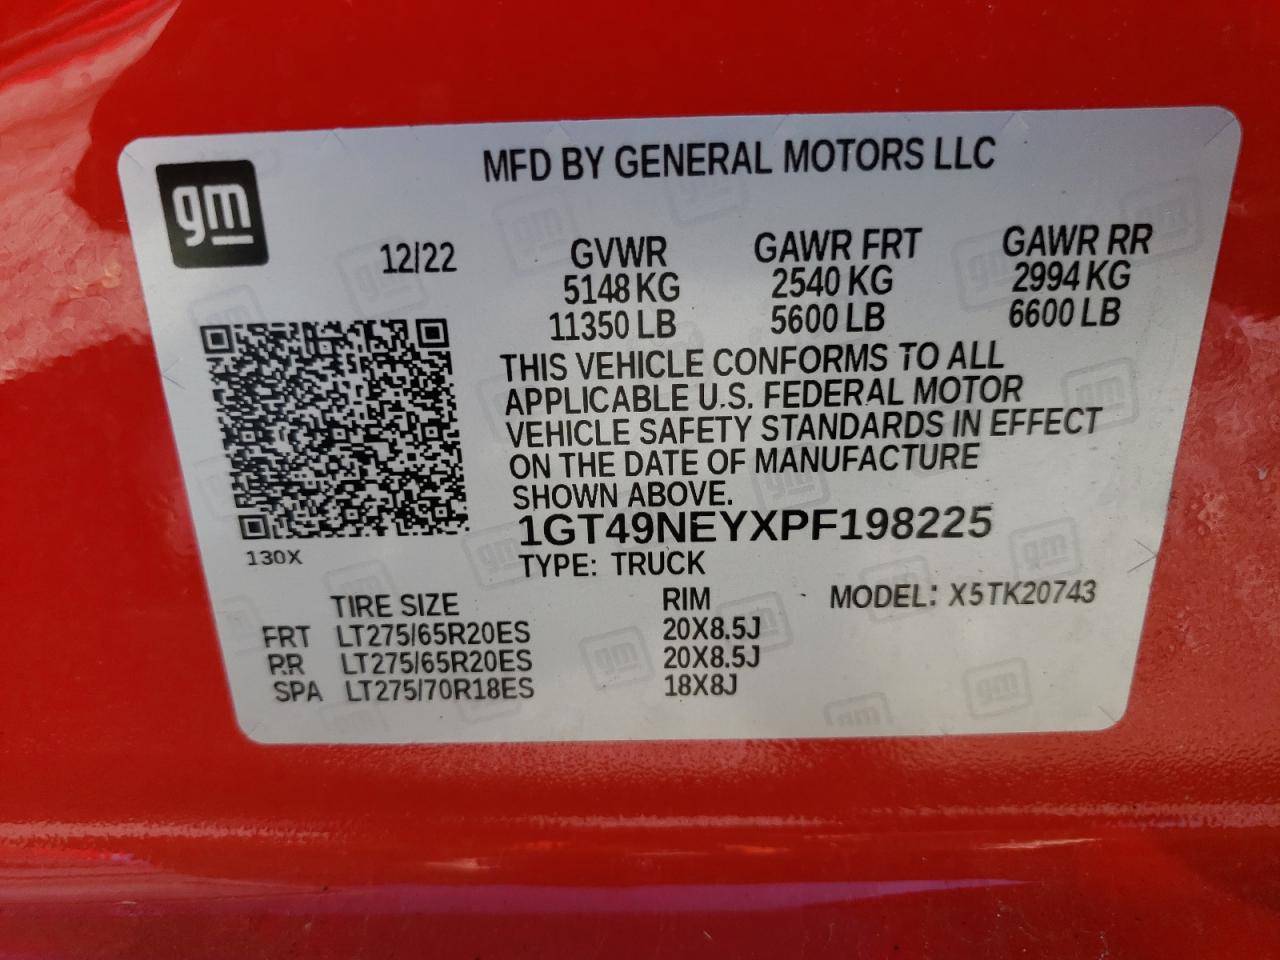 MFD BY GENERAL MOTORS LLC
gm
12/22 GVWR GAWR FRT GAWR RR
5148 KG 2540 KG 2994 KG
11350 LB 5600 LB 6600 LB
THIS VEHICLE CONFORMS TO ALL
APPLICABLE U.S. FEDERAL MOTOR
VEHICLE SAFETY STANDARDS IN EFFECT
ON THE DATE OF MANUFACTURE
SHOWN ABOVE.
1GT49NEYXPF198225
130X
TYPE: TRUCK
TIRE SIZE RIM MODEL: X5TK20743
FRT LT275/65R20ES 20X8.5J
RR LT275/65R20ES 20X8.5J
SPA LT275/70R18ES 18X8J